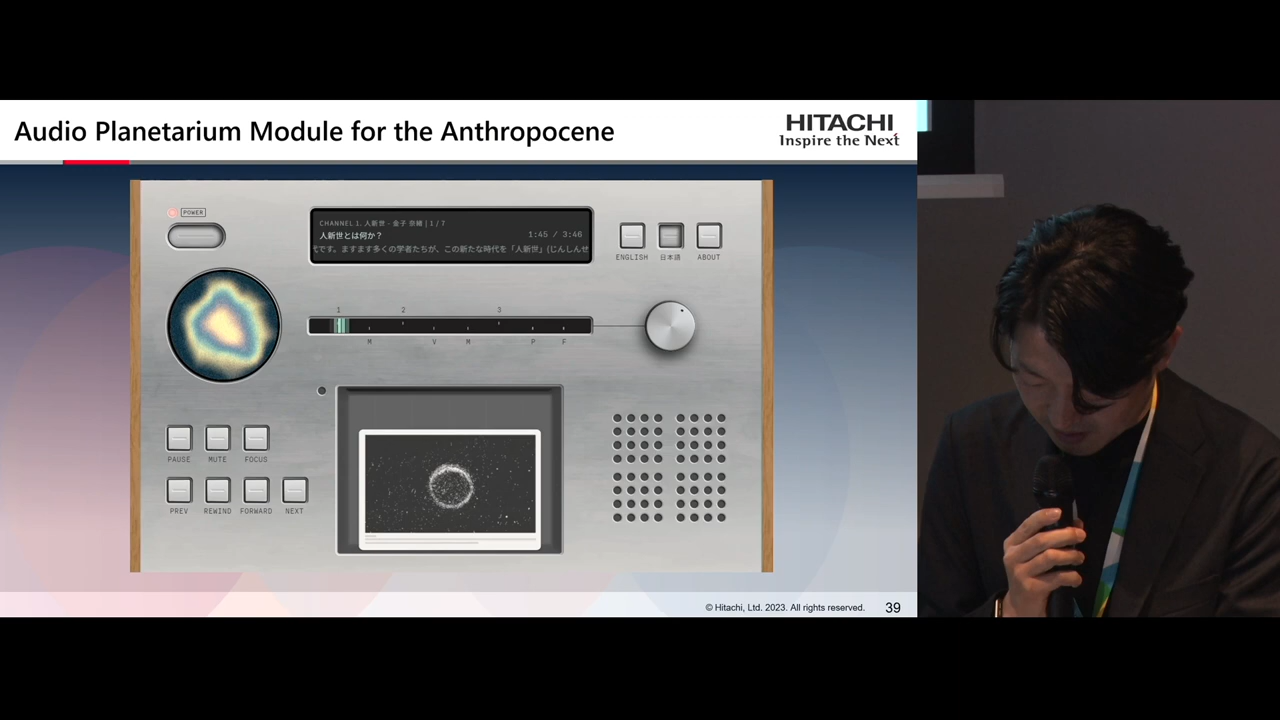 Audio Planetarium Module for the Anthropocene
HITACHI
Inspire the Next
POWER
CHANNEL 1. 人新世 - 金子 奈緒 | 1 / 7
人新世とは何か?
1:45 / 3:46
です。ますます多くの学者たちが、この新たな時代を「人新世」(じんしんせ
ENGLISH
日本語
ABOUT
1 2 3
M V M P F
PAUSE MUTE FOCUS
PREV REWIND FORWARD NEXT
© Hitachi, Ltd. 2023. All rights reserved.
39